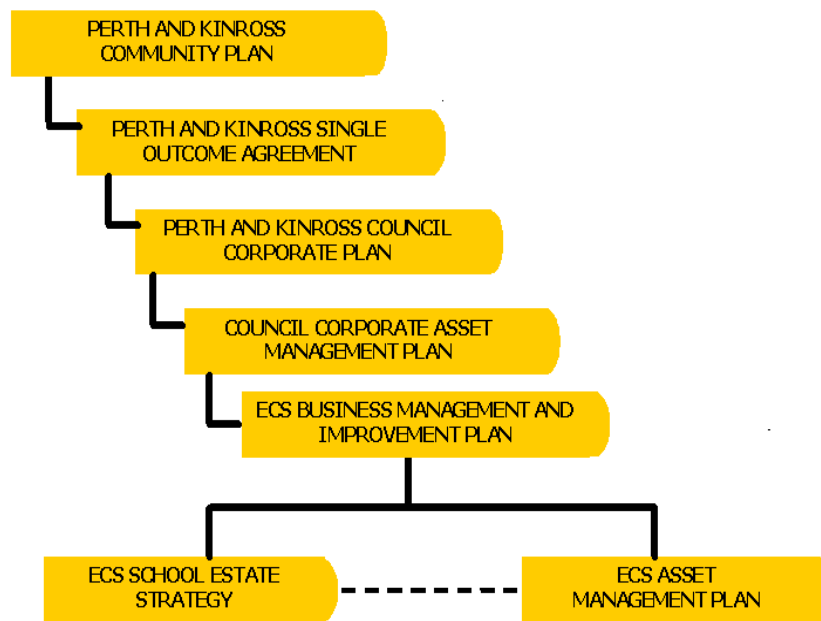 PERTH AND KINROSS
COMMUNITY PLAN
PERTH AND KINROSS SINGLE
OUTCOME AGREEMENT
PERTH AND KINROSS COUNCIL
CORPORATE PLAN
COUNCIL CORPORATE ASSET
MANAGEMENT PLAN
ECS BUSINESS MANAGEMENT AND
IMPROVEMENT PLAN
ECS SCHOOL ESTATE
STRATEGY
ECS ASSET
MANAGEMENT PLAN